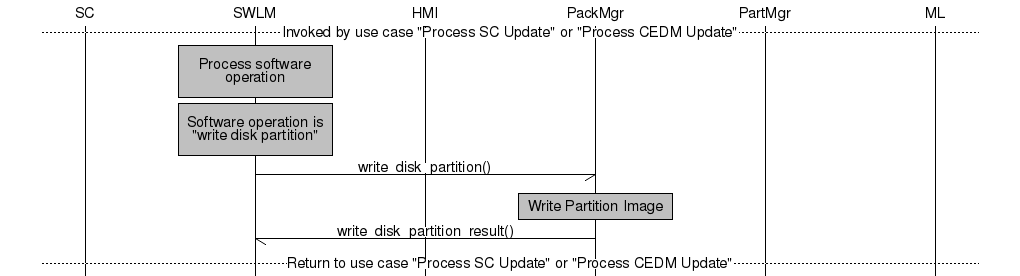 SC SWLM HMI PackMgr PartMgr ML
Invoked by use case "Process SC Update" or "Process CEDM Update"
Process software
operation
Software operation is
"write disk partition"
write_disk_partition()
Write Partition Image
write_disk_partition_result()
Return to use case "Process SC Update" or "Process CEDM Update"